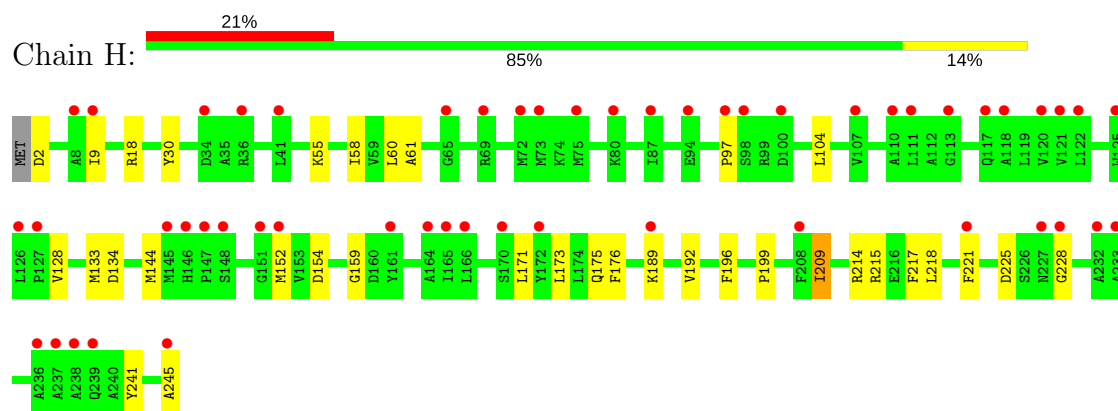 21%
Chain H:
85% 14%
MET D2 A8 I9 R18 Y30 D34 A35 R36 L41 K55 I58 V59 L60 A61 G65 R69 M72 M73 K74 M75 K80 I87 E94 P97 S98 R99 D100 L104 V107 A110 L111 A112 G113 Q117 A118 L119 V120 V121 L122
L126 P127 V128 M133 D134 M144 M145 H146 P147 S148 G151 M152 V153 D154 G159 D160 Y161 A164 I165 L166 S170 L171 Y172 L173 L174 Q175 F176 K189 V192 F196 P199 F208 I209 R214 R215 E216 F217 L218 F221 D225 S226 N227 G228 A232
A236 A237 A238 Q239 A240 Y241 A245